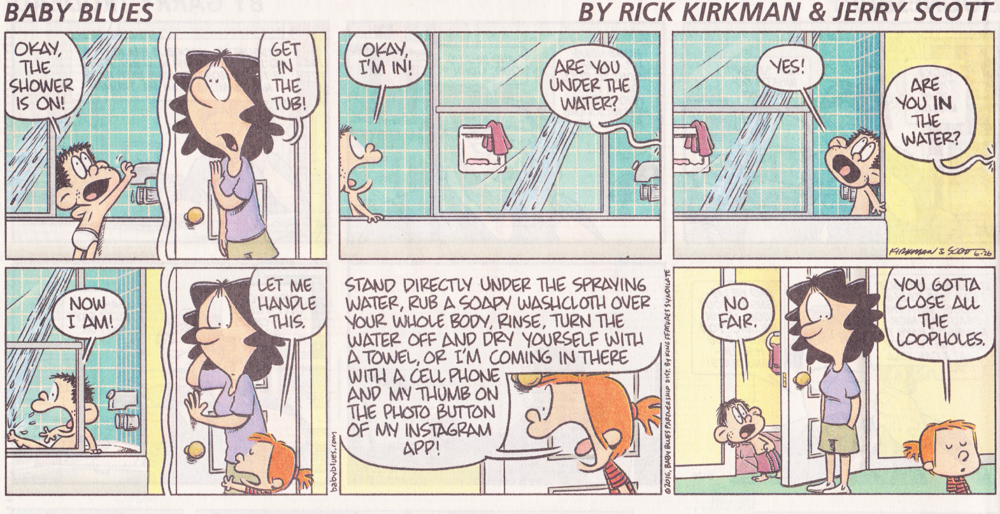 BABY BLUES
BY RICK KIRKMAN & JERRY SCOTT
OKAY,
THE
SHOWER
IS ON!
GET
IN
THE
TUB!
OKAY,
I'M IN!
ARE YOU
UNDER THE
WATER?
YES!
ARE
YOU IN
THE
WATER?
KIRKMAN & SCOTT 6-26
NOW
I AM!
LET ME
HANDLE
THIS.
babyblues.com
STAND DIRECTLY UNDER THE SPRAYING
WATER, RUB A SOAPY WASHCLOTH OVER
YOUR WHOLE BODY, RINSE, TURN THE
WATER OFF AND DRY YOURSELF WITH
A TOWEL, OR I'M COMING IN THERE
WITH A CELL PHONE
AND MY THUMB ON
THE PHOTO BUTTON
OF MY INSTAGRAM
APP!
©2016, BABY BLUES PARTNERSHIP DIST. BY KING FEATURES SYNDICATE
NO
FAIR.
YOU GOTTA
CLOSE ALL
THE
LOOPHOLES.